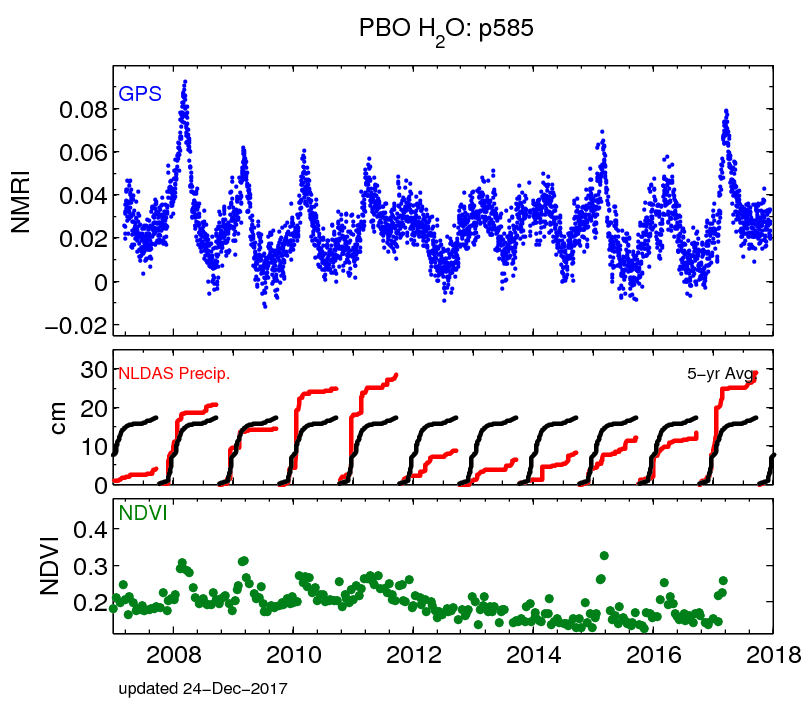 PBO H2O: p585
GPS
NMRI
0.08
0.06
0.04
0.02
0
−0.02
NLDAS Precip.
5-yr Avg.
cm
30
20
10
0
NDVI
NDVI
0.4
0.3
0.2
2008 2010 2012 2014 2016 2018
updated 24−Dec−2017